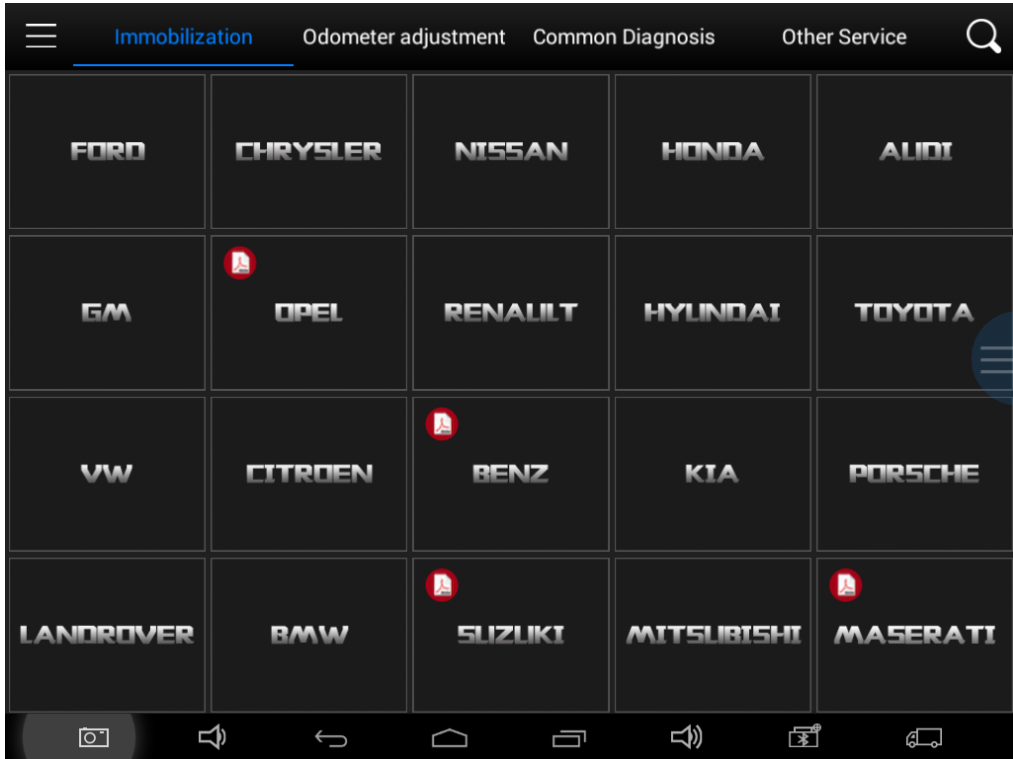 Immobilization Odometer adjustment Common Diagnosis Other Service
FORD CHRYSLER NISSAN HONDA AUDI
GM OPEL RENAULT HYUNDAI TOYOTA
VW CITROEN BENZ KIA PORSCHE
LANDROVER BMW SUZUKI MITSUBISHI MASERATI